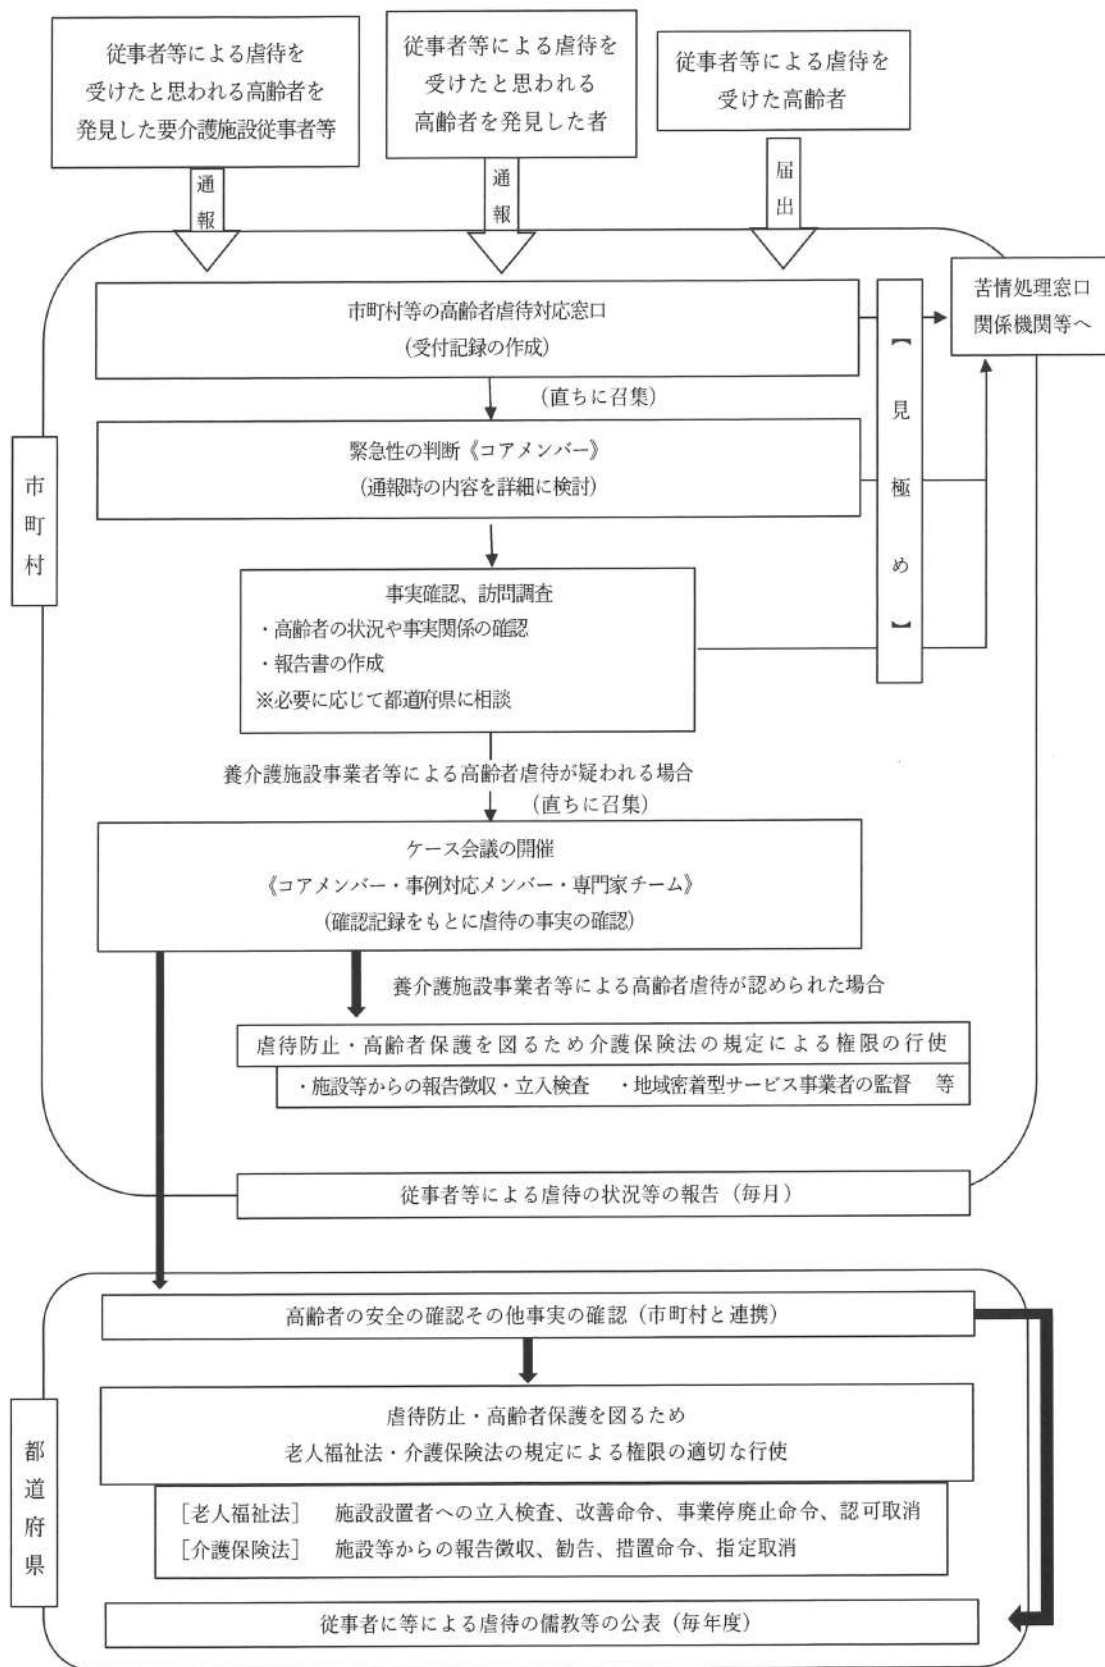 従事者等による虐待を
受けたと思われる高齢者を
発見した要介護施設従事者等
従事者等による虐待を
受けたと思われる
高齢者を発見した者
従事者等による虐待を
受けた高齢者
通報
通報
届出
市町村等の高齢者虐待対応窓口
(受付記録の作成)
苦情処理窓口
関係機関等へ
(直ちに召集)
【見極め】
緊急性の判断《コアメンバー》
(通報時の内容を詳細に検討)
市町村
事実確認、訪問調査
・高齢者の状況や事実関係の確認
・報告書の作成
※必要に応じて都道府県に相談
養介護施設事業者等による高齢者虐待が疑われる場合
(直ちに召集)
ケース会議の開催
《コアメンバー・事例対応メンバー・専門家チーム》
(確認記録をもとに虐待の事実の確認)
養介護施設事業者等による高齢者虐待が認められた場合
虐待防止・高齢者保護を図るため介護保険法の規定による権限の行使
・施設等からの報告徴収・立入検査 ・地域密着型サービス事業者の監督 等
従事者等による虐待の状況等の報告（毎月）
高齢者の安全の確認その他事実の確認（市町村と連携）
都道府県
虐待防止・高齢者保護を図るため
老人福祉法・介護保険法の規定による権限の適切な行使
［老人福祉法］ 施設設置者への立入検査、改善命令、事業停廃止命令、認可取消
［介護保険法］ 施設等からの報告徴収、勧告、措置命令、指定取消
従事者に等による虐待の儒教等の公表（毎年度）